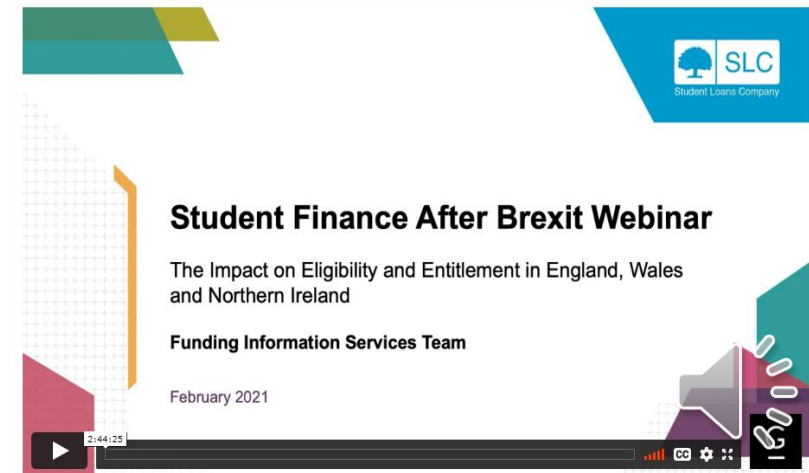 SLC
Student Loans Company
Student Finance After Brexit Webinar
The Impact on Eligibility and Entitlement in England, Wales
and Northern Ireland
Funding Information Services Team
February 2021
2:44:25
CC
G